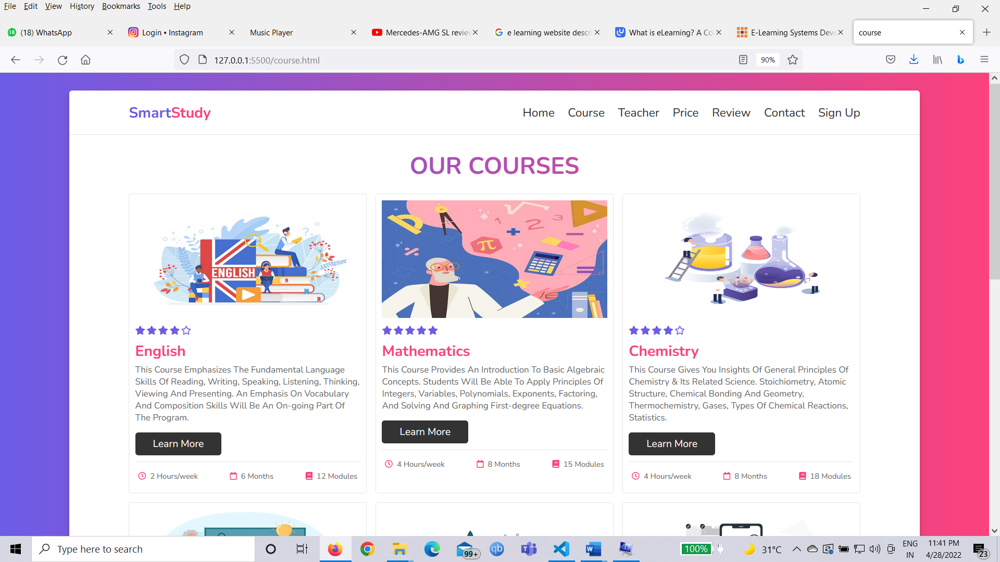 File Edit View History Bookmarks Tools Help
(18) WhatsApp
Login • Instagram
Music Player
Mercedes-AMG SL review
e learning website descri
What is eLearning? A Co
E-Learning Systems Deve
course
127.0.0.1:5500/course.html
90%
SmartStudy
Home Course Teacher Price Review Contact Sign Up
OUR COURSES
ENGLISH
English
This Course Emphasizes The Fundamental Language
Skills Of Reading, Writing, Speaking, Listening, Thinking,
Viewing And Presenting. An Emphasis On Vocabulary
And Composition Skills Will Be An On-going Part Of
The Program.
Learn More
2 Hours/week 6 Months 12 Modules
1 2 3
π
Mathematics
This Course Provides An Introduction To Basic Algebraic
Concepts. Students Will Be Able To Apply Principles Of
Integers, Variables, Polynomials, Exponents, Factoring,
And Solving And Graphing First-degree Equations.
Learn More
4 Hours/week 8 Months 15 Modules
Chemistry
This Course Gives You Insights Of General Principles Of
Chemistry & Its Related Science. Stoichiometry, Atomic
Structure, Chemical Bonding And Geometry,
Thermochemistry, Gases, Types Of Chemical Reactions,
Statistics.
Learn More
4 Hours/week 8 Months 18 Modules
Type here to search
99+
qb
100%
31°C
ENG
IN
11:41 PM
4/28/2022
23